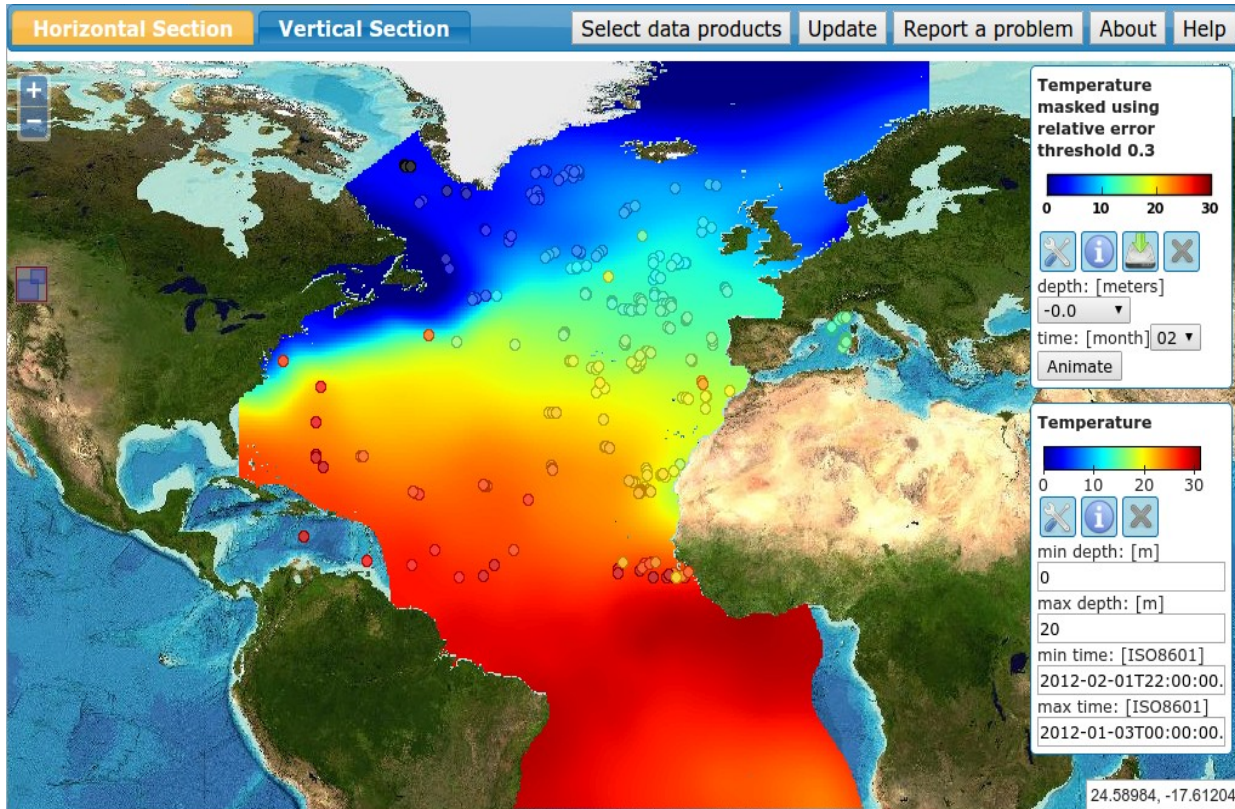 Horizontal Section Vertical Section Select data products Update Report a problem About Help
+
−
Temperature
masked using
relative error
threshold 0.3
0 10 20 30
depth: [meters]
-0.0
time: [month] 02
Animate
Temperature
0 10 20 30
min depth: [m]
0
max depth: [m]
20
min time: [ISO8601]
2012-02-01T22:00:00.
max time: [ISO8601]
2012-01-03T00:00:00.
24.58984, -17.61204